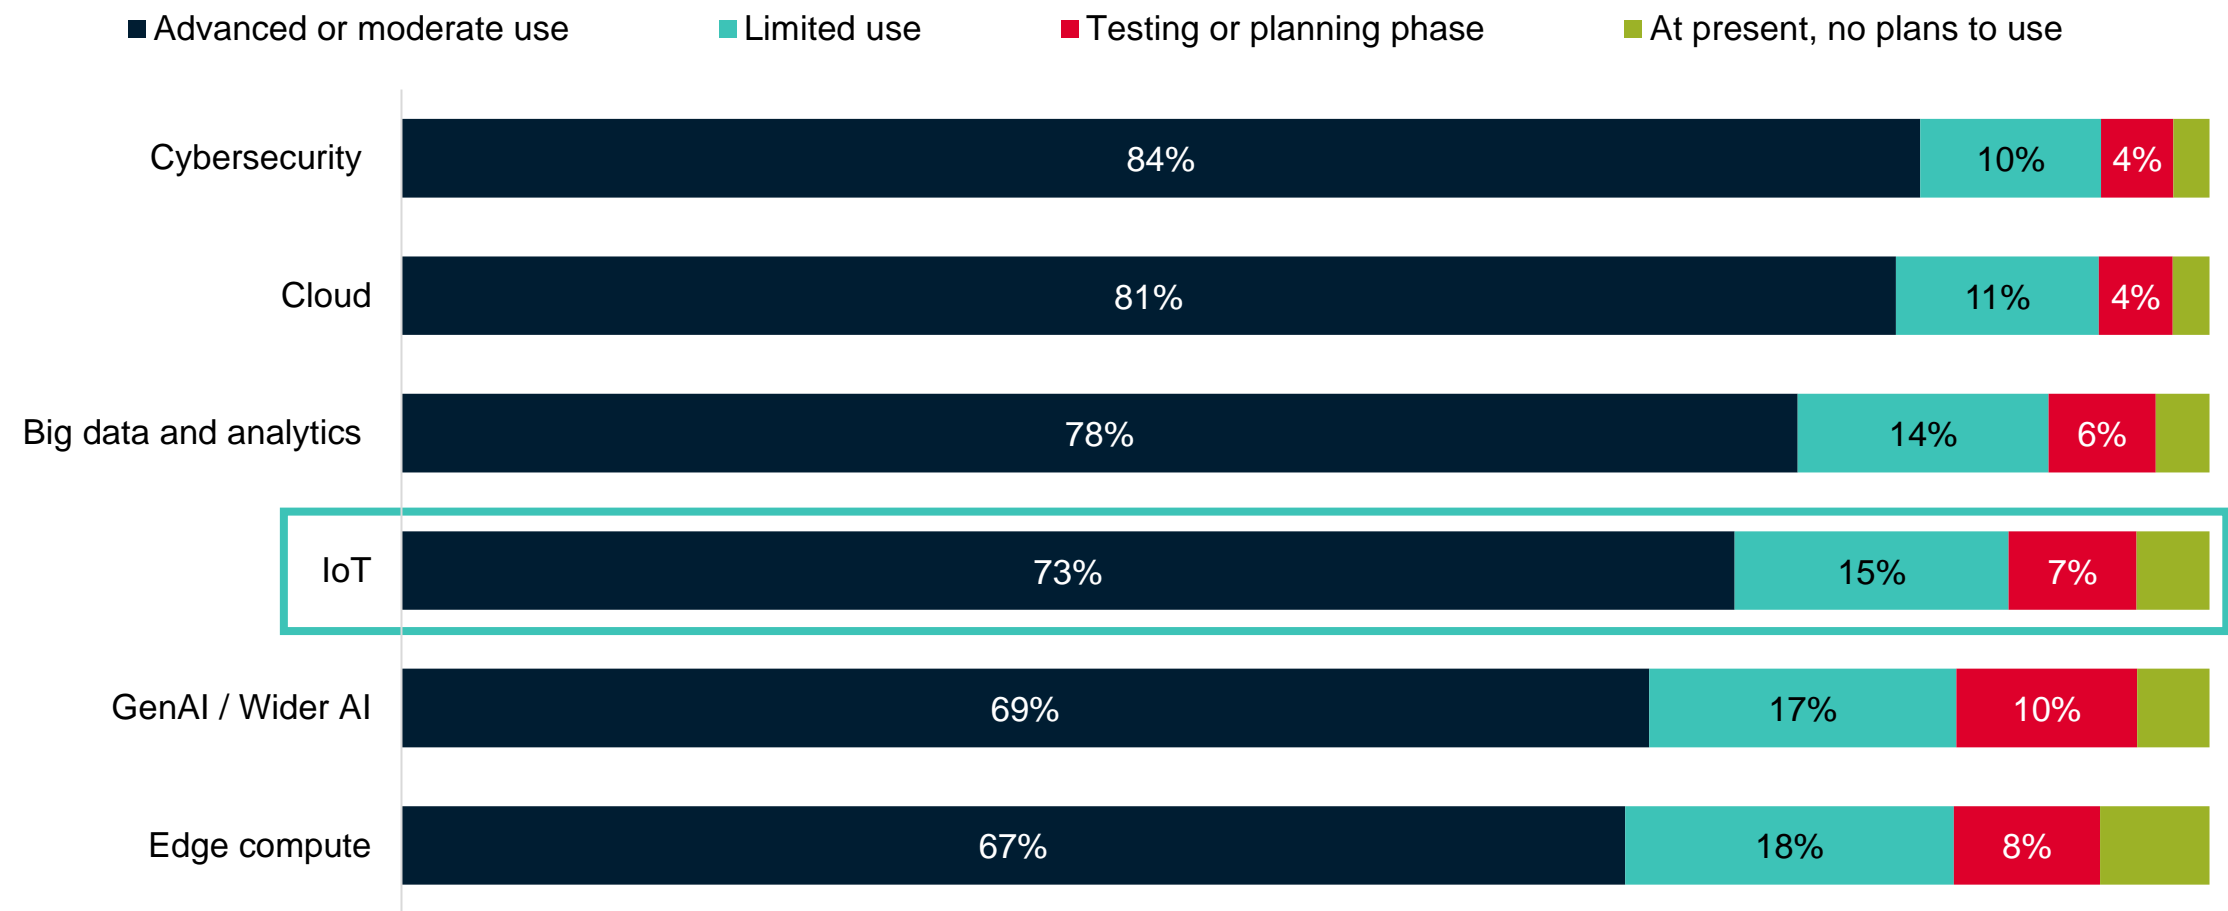 Advanced or moderate use Limited use Testing or planning phase At present, no plans to use
Cybersecurity 84% 10% 4%
Cloud 81% 11% 4%
Big data and analytics 78% 14% 6%
IoT 73% 15% 7%
GenAI / Wider AI 69% 17% 10%
Edge compute 67% 18% 8%